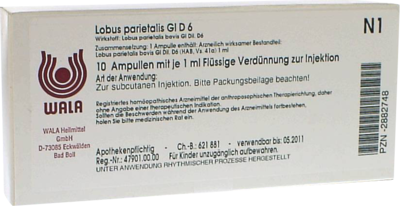 Lobus parietalis Gl D 6
Wirkstoff: Lobus parietalis bovis Gl Dil. D6
Zusammensetzung: 1 Ampulle enthält: Arzneilich wirksamer Bestandteil:
Lobus parietalis bovis Gl Dil. D6 (HAB, Vs. 41a) 1 ml
10 Ampullen mit je 1 ml Flüssige Verdünnung zur Injektion
Art der Anwendung:
Zur subcutanen Injektion. Bitte Packungsbeilage beachten!
Registriertes homöopathisches Arzneimittel der anthroposophischen Therapierichtung, daher
ohne Angabe einer therapeutischen Indikation.
Sollten die Beschwerden während der Anwendung des Arzneimittels fortbestehen,
holen Sie bitte medizinischen Rat ein.
Apothekenpflichtig - Ch.-B.: 621 881 - verwendbar bis: 05.2011
Reg.-Nr.: 47901.00.00 Für Kinder unzugänglich aufbewahren.
UNTER ANWENDUNG RHYTHMISCHER PROZESSE HERGESTELLT
WALA
WALA Heilmittel
GmbH
D-73085 Eckwälden
Bad Boll
N1
PZN -2882748